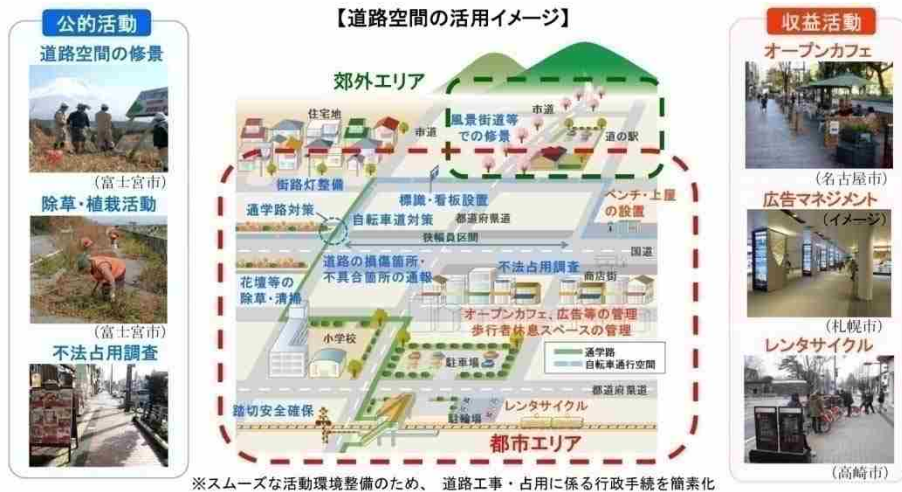 【道路空間の活用イメージ】
公的活動
道路空間の修景
(富士宮市)
除草・植栽活動
(富士宮市)
不法占用調査
郊外エリア
住宅地
市道
風景街道等
での修景
市道
道の駅
街路灯整備
標識・看板設置
ベンチ・上屋
の設置
通学路対策
自転車道対策
都道府県道
狭幅員区間
国道
道路の損傷箇所・
不具合箇所の通報
不法占用調査
商店街
花壇等の
除草・清掃
オープンカフェ、広告等の管理
歩行者休息スペースの管理
小学校
駐車場
通学路
自転車通行空間
都道府県道
踏切安全確保
駐輪場
レンタサイクル
都市エリア
収益活動
オープンカフェ
(名古屋市)
広告マネジメント
(イメージ)
(札幌市)
レンタサイクル
(高崎市)
※スムーズな活動環境整備のため、 道路工事・占用に係る行政手続を簡素化